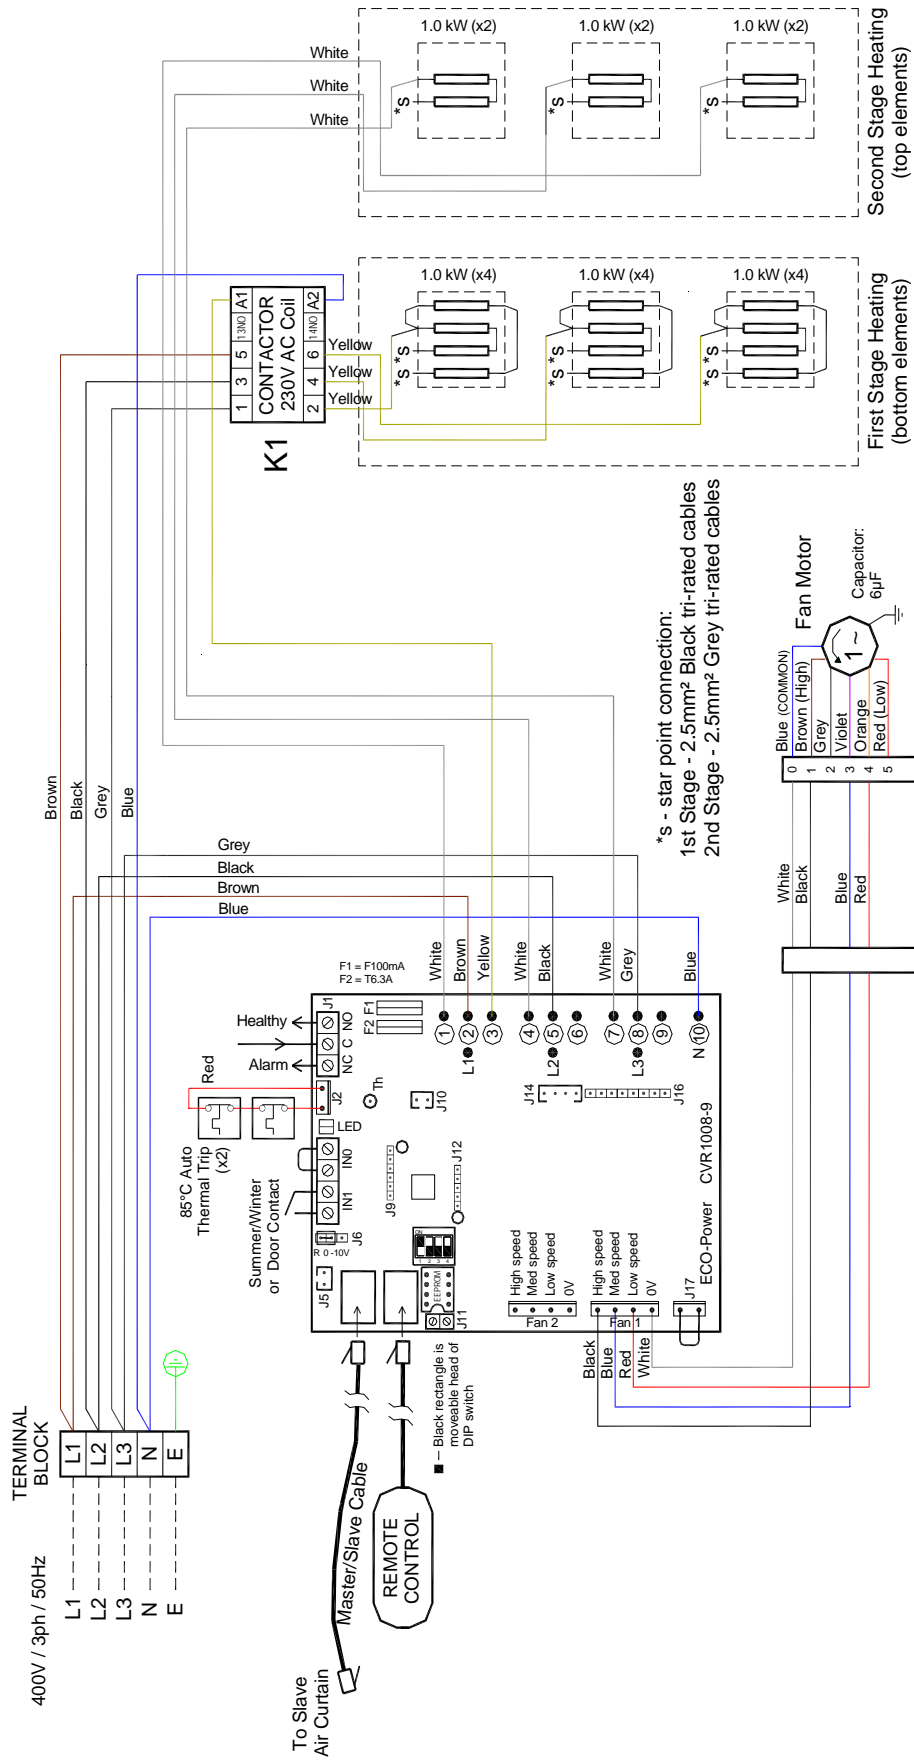 400V / 3ph / 50Hz
L1
L2
L3
N
E
TERMINAL
BLOCK
L1
L2
L3
N
E
Brown
Black
Grey
Blue
Grey
Black
Brown
Blue
White
White
White
1.0 kW (x2)
1.0 kW (x2)
1.0 kW (x2)
*s
*s
*s
Second Stage Heating
(top elements)
K1
1
3
5
13NO
A1
CONTACTOR
230V AC Coil
2
4
6
14NO
A2
Yellow
Yellow
Yellow
1.0 kW (x4)
1.0 kW (x4)
1.0 kW (x4)
*s
*s
*s
*s
*s
*s
First Stage Heating
(bottom elements)
*s - star point connection:
1st Stage - 2.5mm² Black tri-rated cables
2nd Stage - 2.5mm² Grey tri-rated cables
85°C Auto
Thermal Trip
(x2)
Red
Healthy
Alarm
Summer/Winter
or Door Contact
F1 = F100mA
F2 = T6.3A
J1
NO
C
NC
F1
F2
J2
LED
IN0
IN1
J6
R 0 -10V
J5
Th
J10
J9
J12
ON
1 2 3 4
EEPROM
J11
J14
J16
White
Brown
Yellow
White
Black
White
Grey
Blue
1
2
3
4
5
6
7
8
9
N 10
L1
L2
L3
High speed
Med speed
Low speed
0V
Fan 2
High speed
Med speed
Low speed
0V
Fan 1
J17
ECO-Power
CVR1008-9
Black
Blue
Red
White
To Slave
Air Curtain
Master/Slave Cable
REMOTE
CONTROL
– Black rectangle is
moveable head of
DIP switch
White
Black
Blue
Red
0
1
2
3
4
5
Blue (COMMON)
Brown (High)
Grey
Violet
Orange
Red (Low)
1 ~
Fan Motor
Capacitor:
6µF